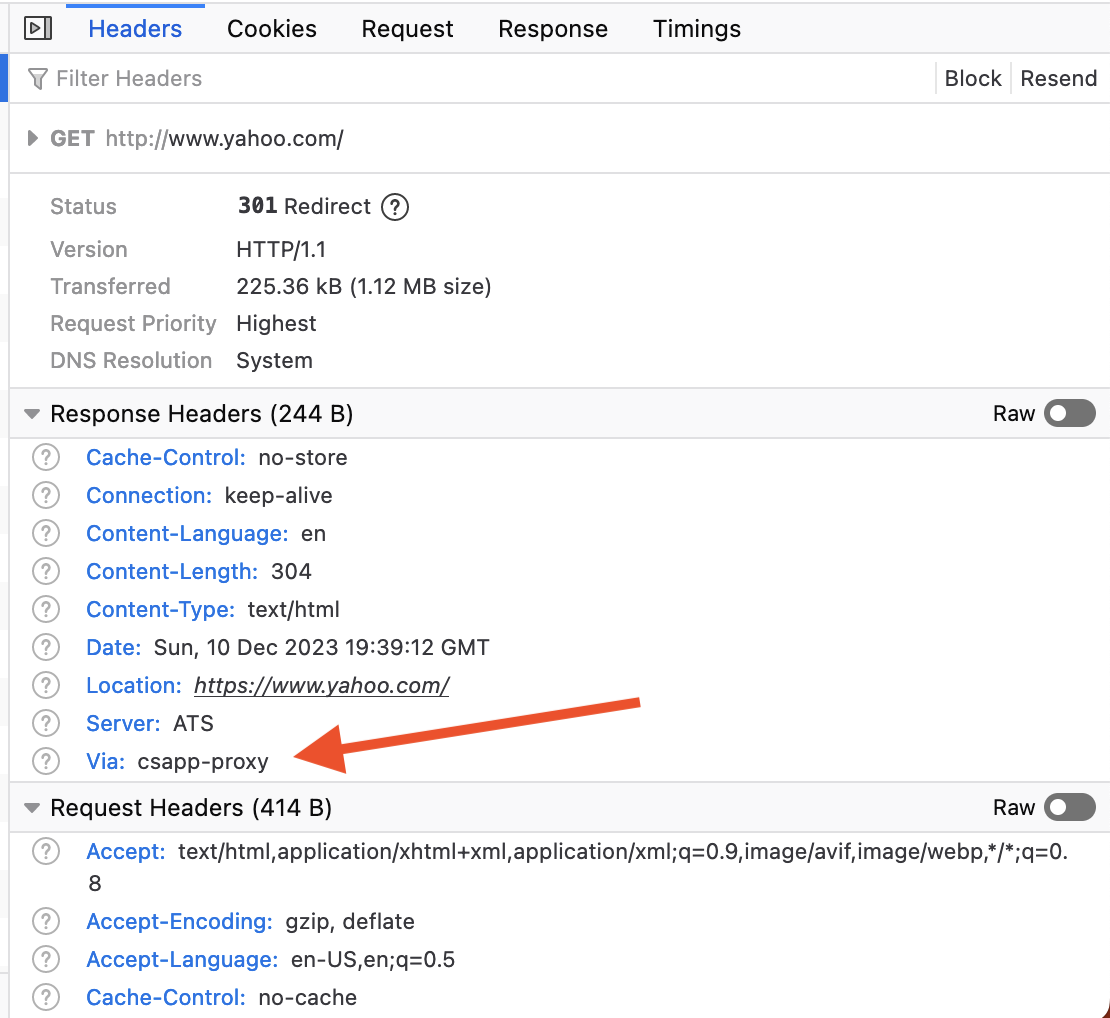 Headers Cookies Request Response Timings
Filter Headers Block Resend
GET http://www.yahoo.com/
Status 301 Redirect ?
Version HTTP/1.1
Transferred 225.36 kB (1.12 MB size)
Request Priority Highest
DNS Resolution System
Response Headers (244 B) Raw
? Cache-Control: no-store
? Connection: keep-alive
? Content-Language: en
? Content-Length: 304
? Content-Type: text/html
? Date: Sun, 10 Dec 2023 19:39:12 GMT
? Location: https://www.yahoo.com/
? Server: ATS
? Via: csapp-proxy
Request Headers (414 B) Raw
? Accept: text/html,application/xhtml+xml,application/xml;q=0.9,image/avif,image/webp,*/*;q=0.
8
? Accept-Encoding: gzip, deflate
? Accept-Language: en-US,en;q=0.5
? Cache-Control: no-cache